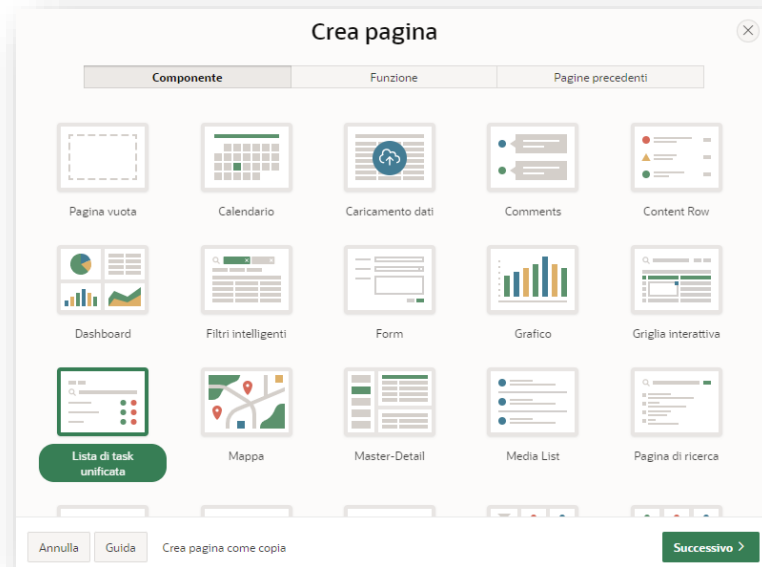 Crea pagina
Componente
Funzione
Pagine precedenti
Pagina vuota
Calendario
Caricamento dati
Comments
Content Row
Dashboard
Filtri intelligenti
Form
Grafico
Griglia interattiva
Lista di task
unificata
Mappa
Master-Detail
Media List
Pagina di ricerca
Annulla
Guida
Crea pagina come copia
Successivo